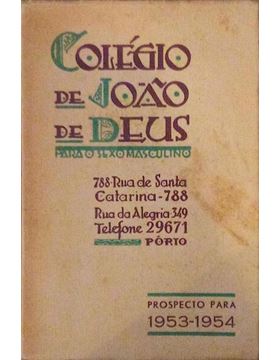 COLÉGIO
DE JOÃO
DE DEUS
PARA O SEXO MASCULINO
788-Rua de Santa
Catarina-788
Rua da Alegria 349
Telefone 29671
PÔRTO
PROSPECTO PARA
1953-1954